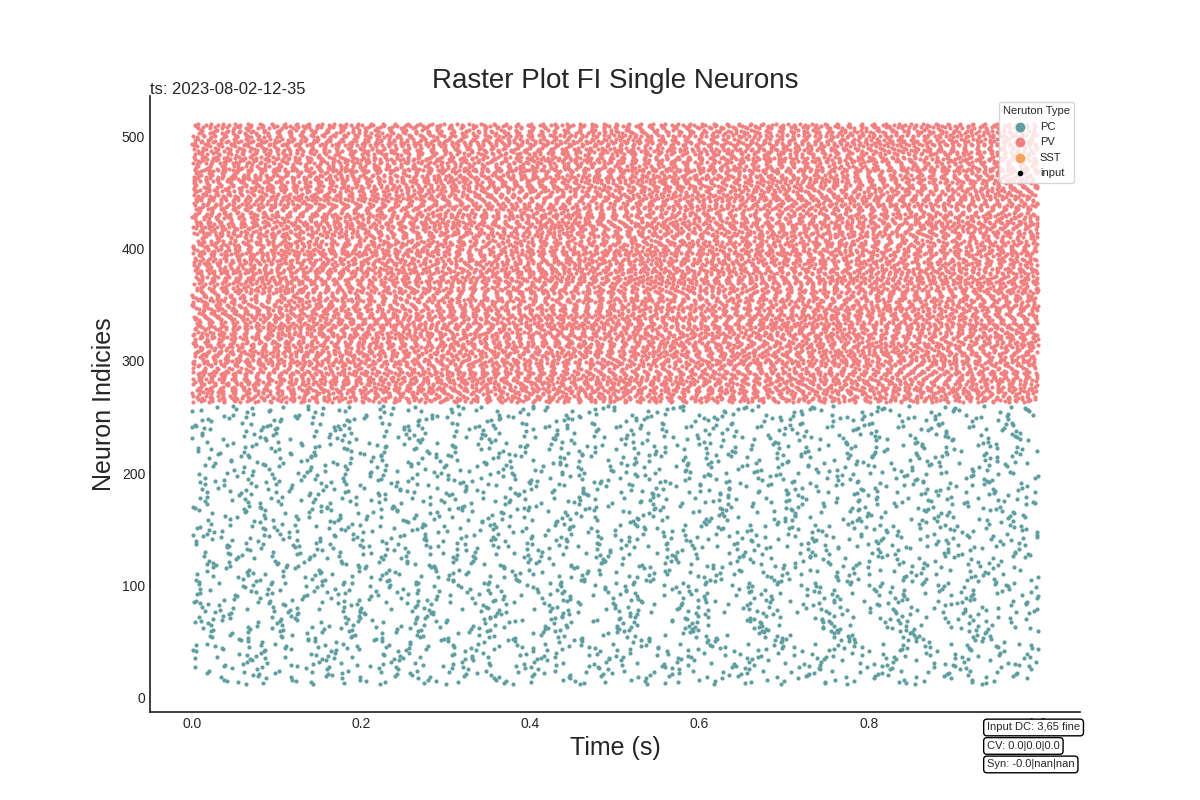 Raster Plot FI Single Neurons
ts: 2023-08-02-12-35
Neruton Type
PC
PV
SST
input
Neuron Indicies
500
400
300
200
100
0
0.0 0.2 0.4 0.6 0.8
Time (s)
Input DC: 3,65 fine
CV: 0.0|0.0|0.0
Syn: -0.0|nan|nan